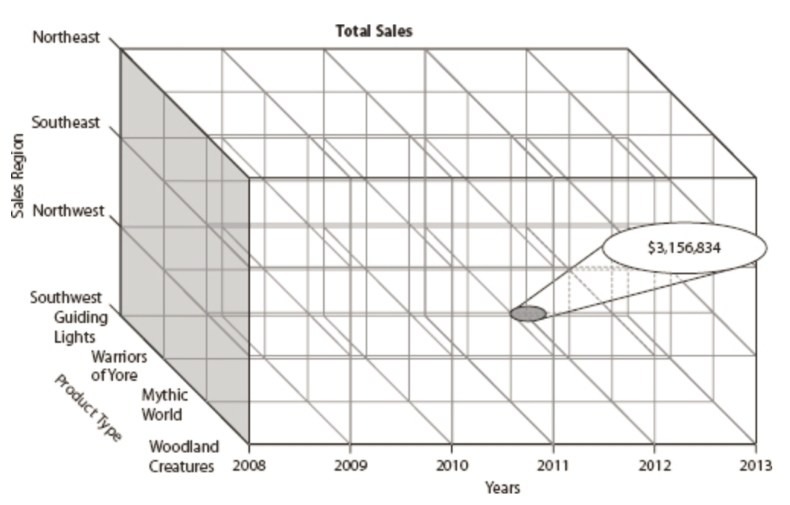 Total Sales
Northeast
Southeast
Northwest
Southwest
Sales Region
Guiding
Lights
Warriors
of Yore
Mythic
World
Woodland
Creatures
Product Type
$3,156,834
2008 2009 2010 2011 2012 2013
Years